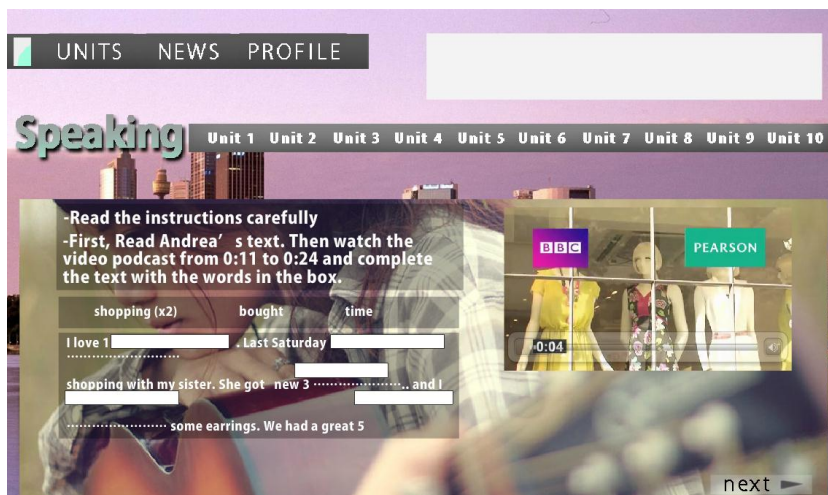 UNITS NEWS PROFILE
Speaking
Unit 1 Unit 2 Unit 3 Unit 4 Unit 5 Unit 6 Unit 7 Unit 8 Unit 9 Unit 10
-Read the instructions carefully
-First, Read Andrea’ s text. Then watch the
video podcast from 0:11 to 0:24 and complete
the text with the words in the box.
shopping (x2) bought time
I love 1 . Last Saturday
............................
shopping with my sister. She got new 3 ........................ and I
......................... some earrings. We had a great 5
BBC PEARSON
0:04
next